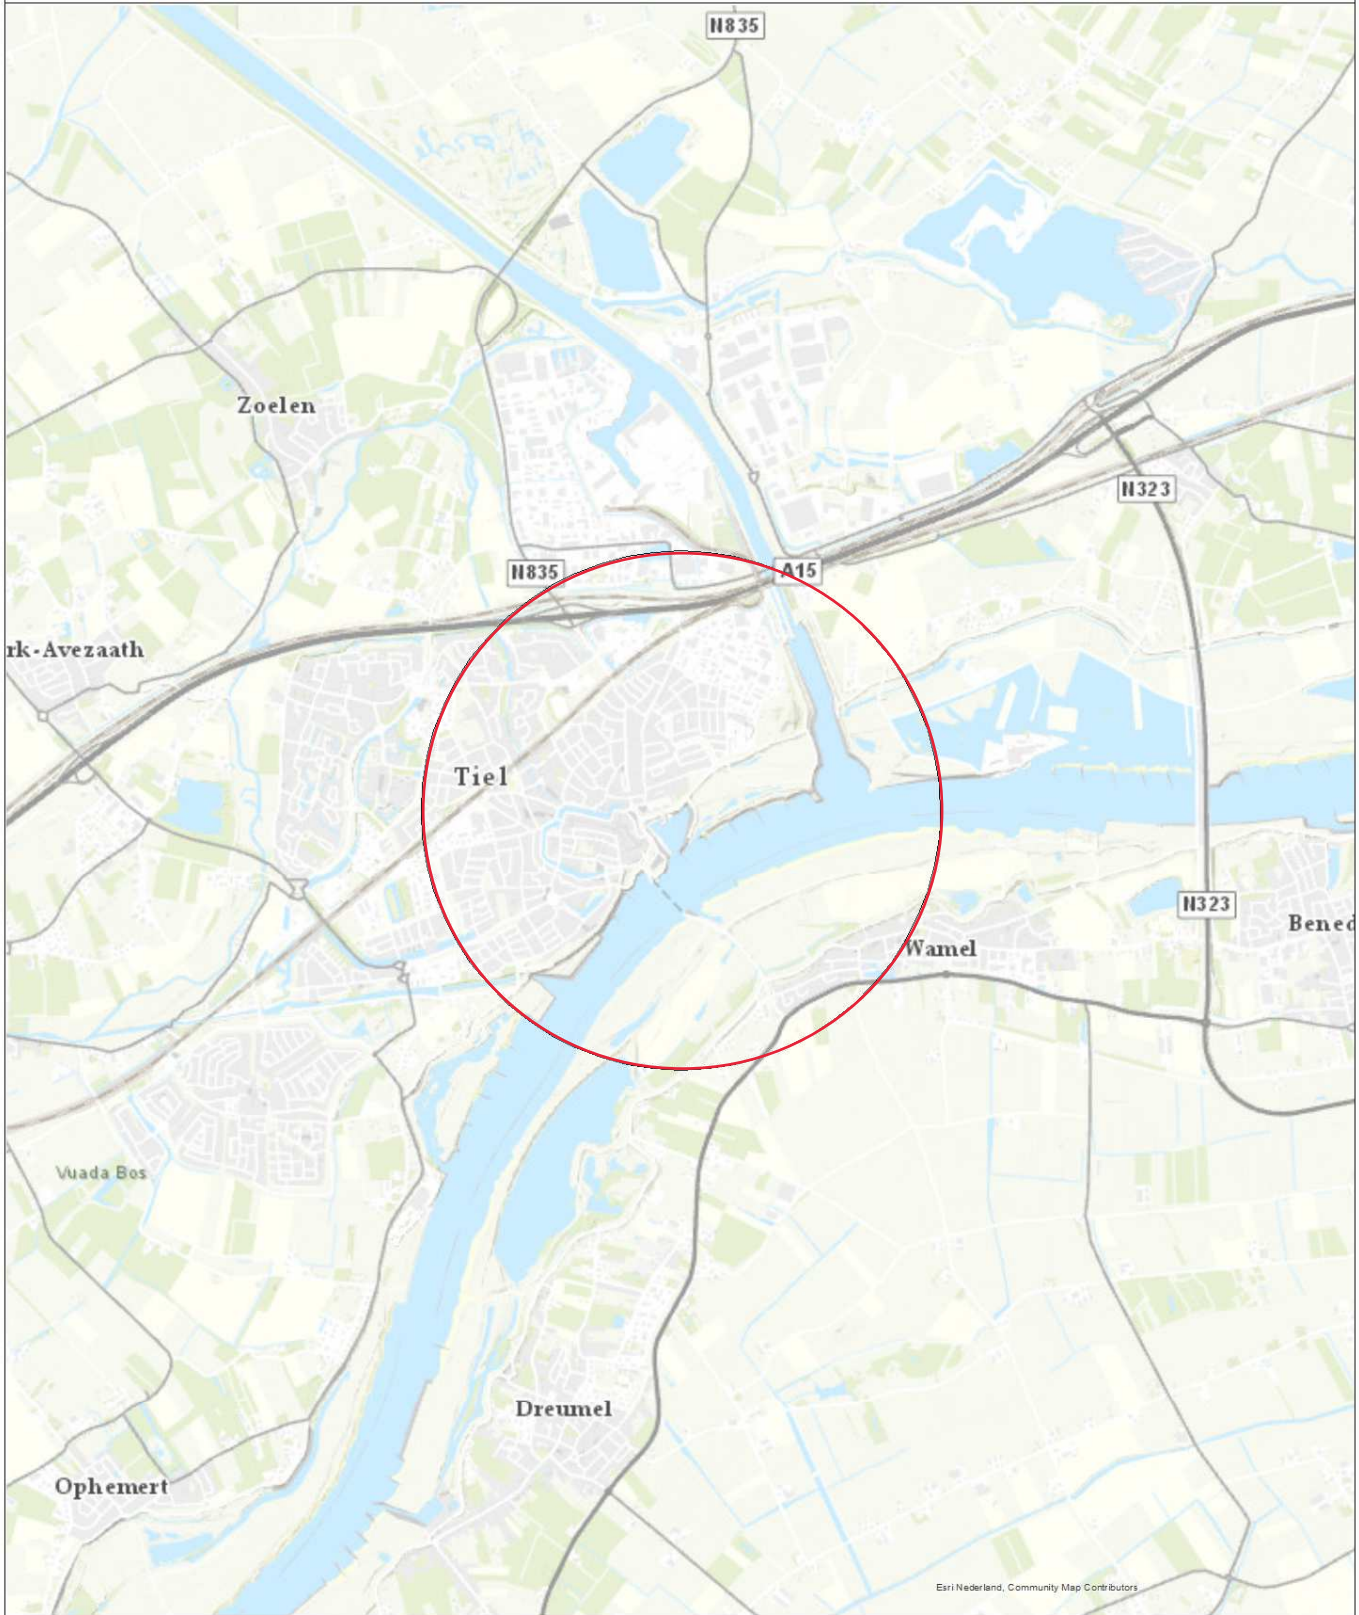 N835
Zoelen
N323
N835
A15
rk-Avezaath
Tiel
N323
Bened
Wamel
Vuada Bos
Dreumel
Ophemert
Esri Nederland, Community Map Contributors